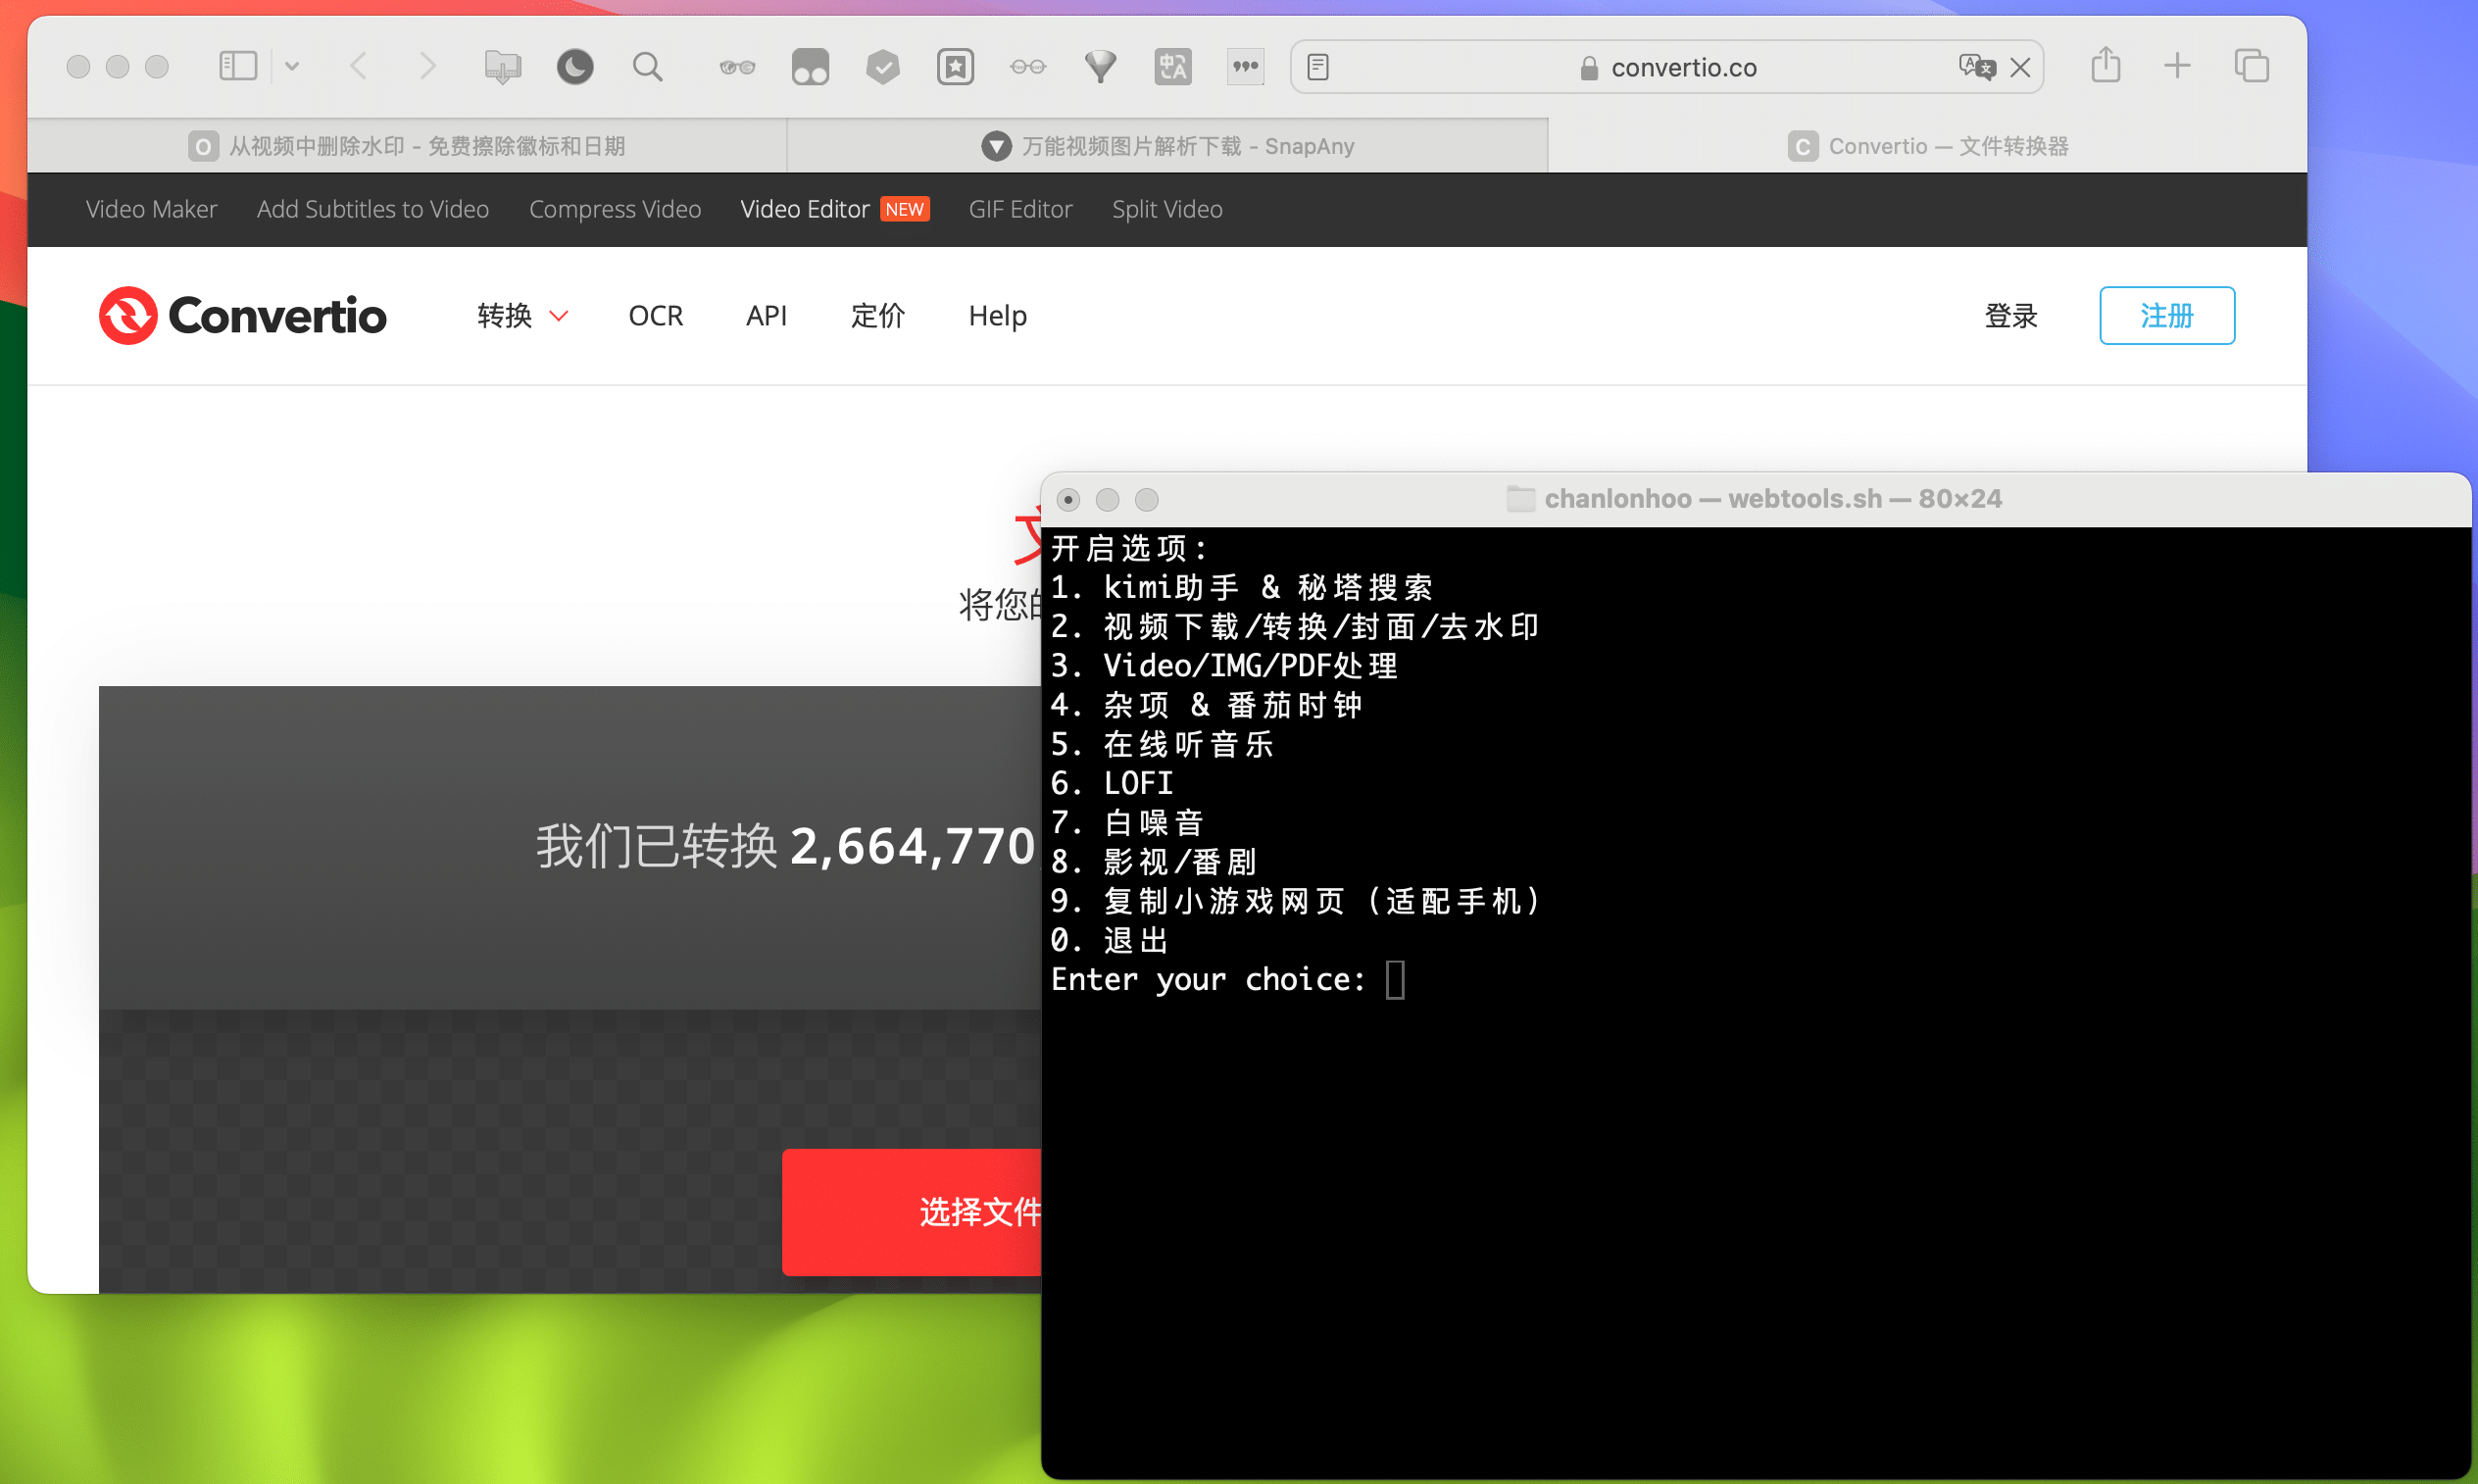 convertio.co
从视频中删除水印 - 免费擦除徽标和日期
万能视频图片解析下载 - SnapAny
Convertio — 文件转换器
Video Maker
Add Subtitles to Video
Compress Video
Video Editor NEW
GIF Editor
Split Video
Convertio
转换
OCR
API
定价
Help
登录
注册
将您的
我们已转换 2,664,770
选择文件
chanlonhoo — webtools.sh — 80×24
开启选项:
1. kimi助手 & 秘塔搜索
2. 视频下载/转换/封面/去水印
3. Video/IMG/PDF处理
4. 杂项 & 番茄时钟
5. 在线听音乐
6. LOFI
7. 白噪音
8. 影视/番剧
9. 复制小游戏网页（适配手机）
0. 退出
Enter your choice: